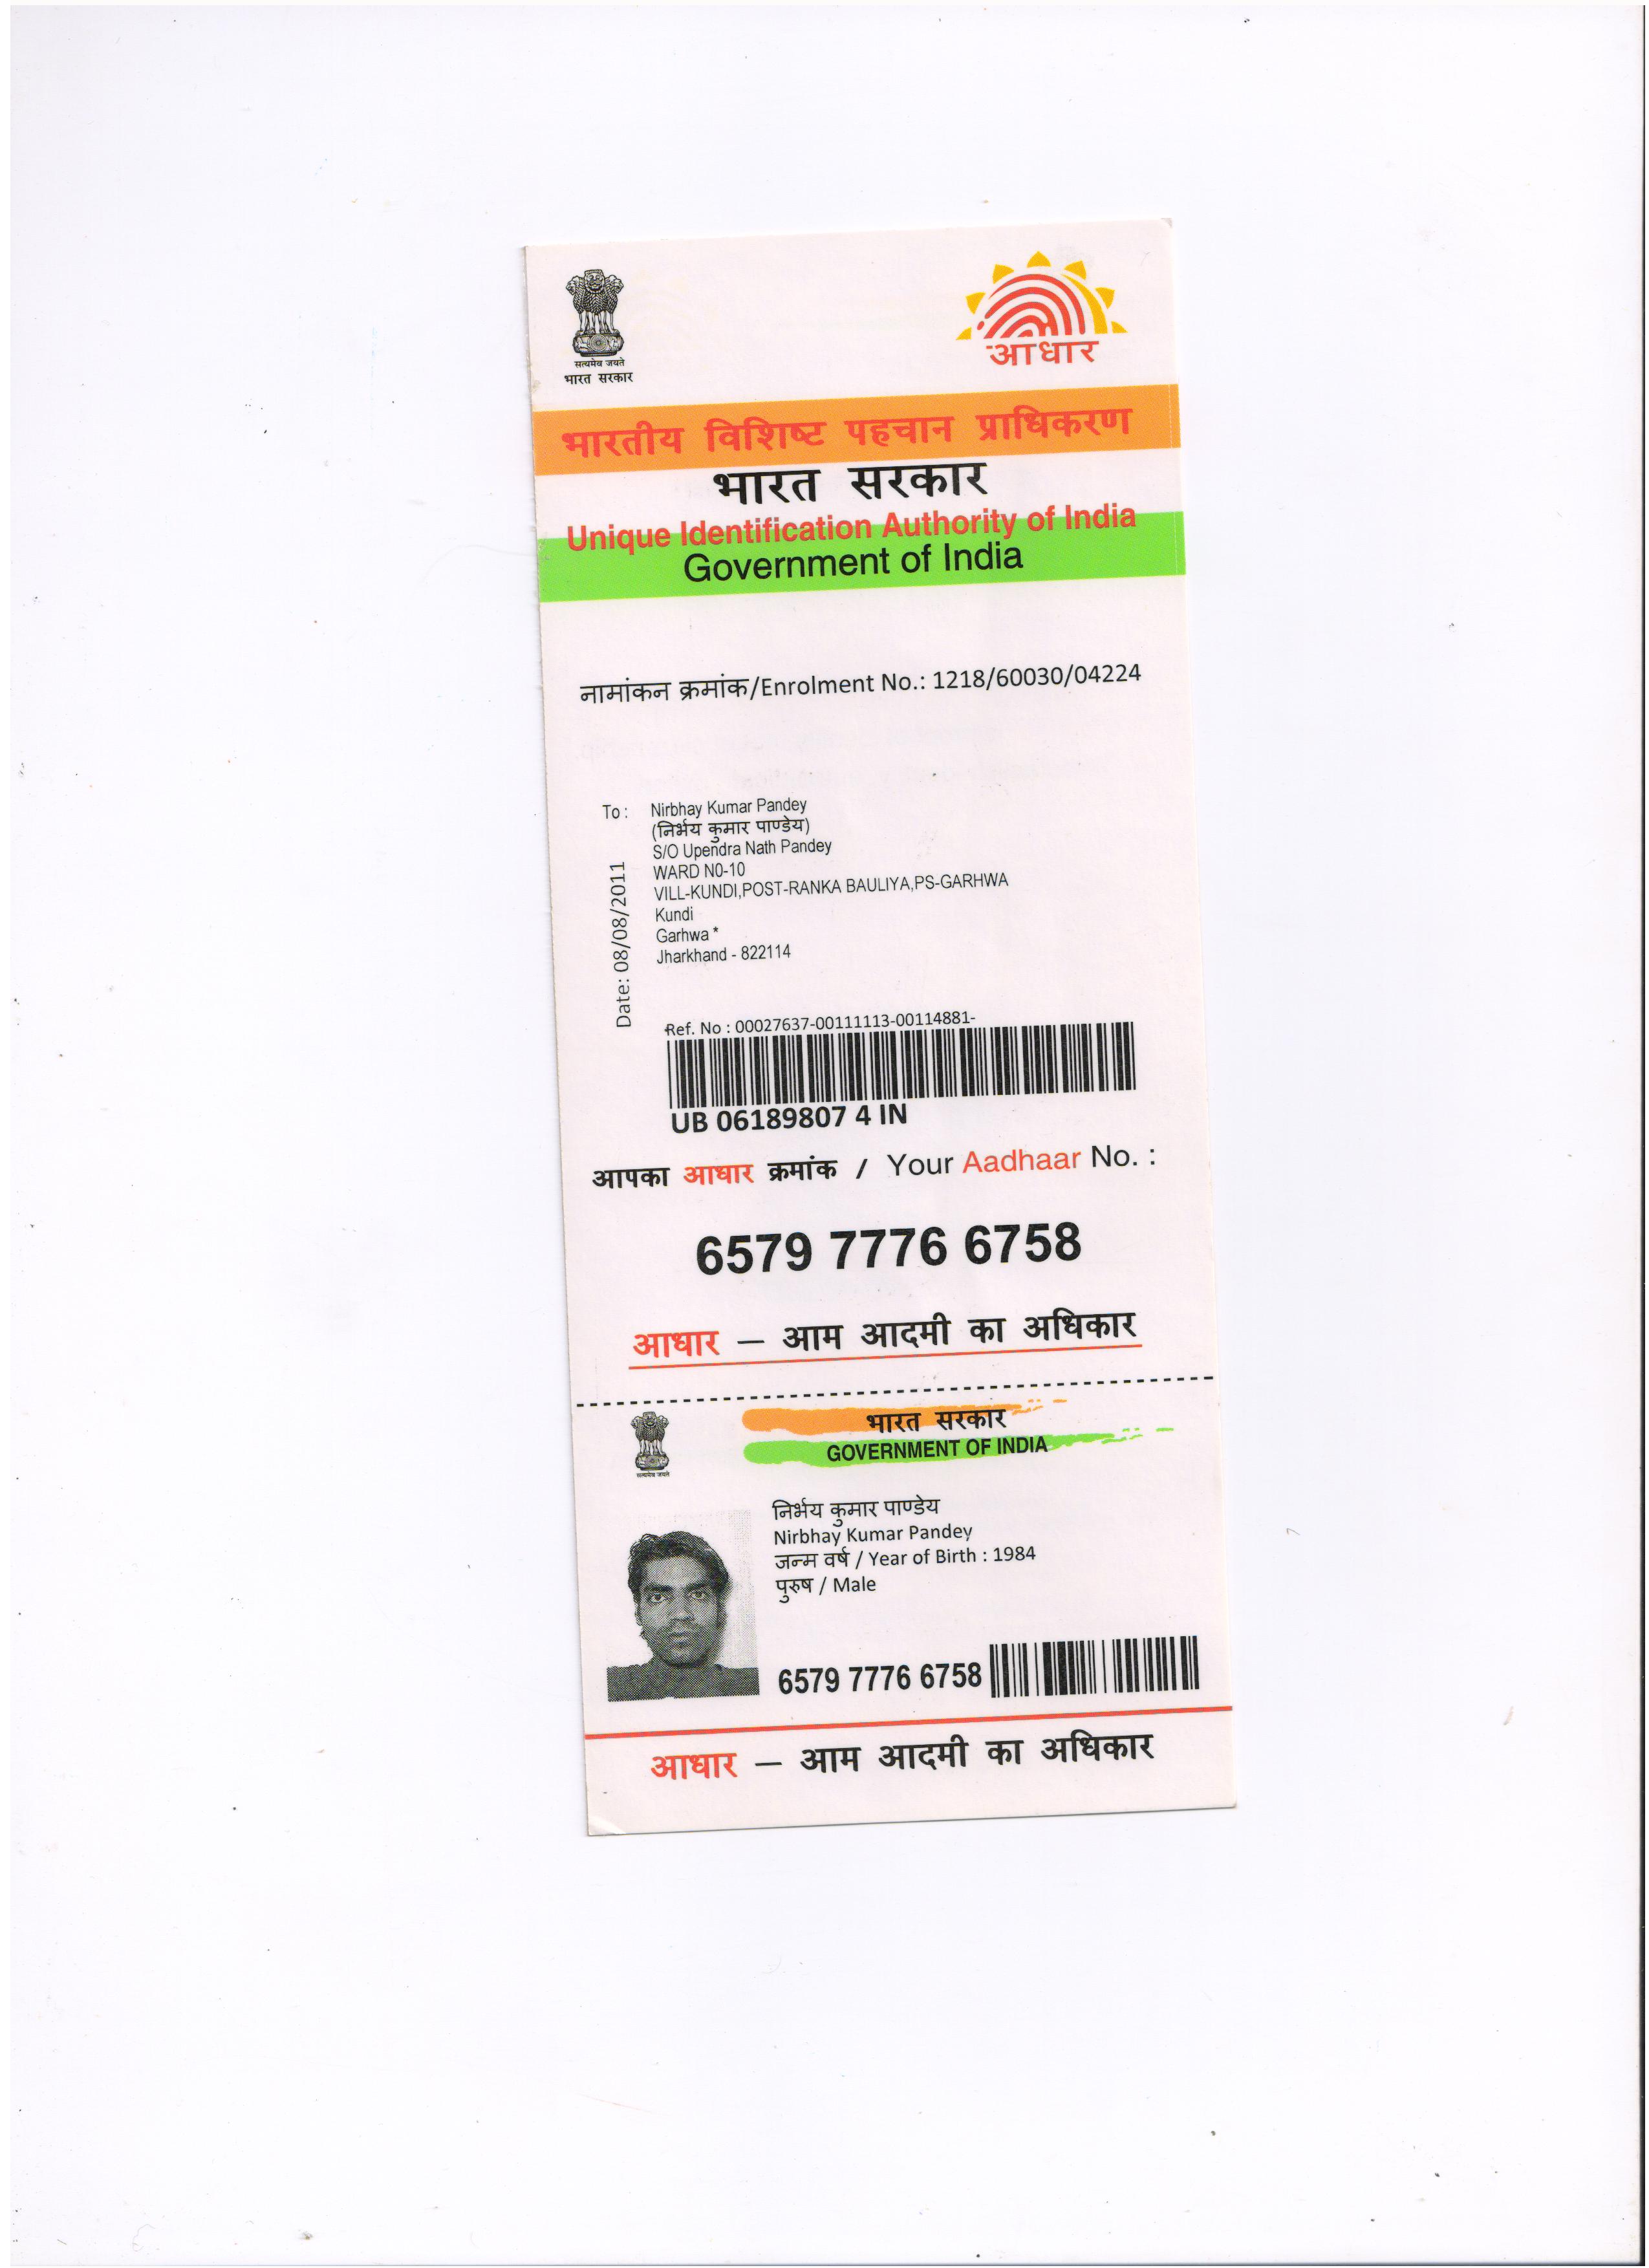 सत्यमेव जयते
भारत सरकार
आधार
भारतीय विशिष्ट पहचान प्राधिकरण
भारत सरकार
Unique Identification Authority of India
Government of India
नामांकन क्रमांक/Enrolment No.: 1218/60030/04224
To : Nirbhay Kumar Pandey
(निर्भय कुमार पाण्डेय)
S/O Upendra Nath Pandey
WARD N0-10
VILL-KUNDI,POST-RANKA BAULIYA,PS-GARHWA
Kundi
Garhwa *
Jharkhand - 822114
Date: 08/08/2011
Ref. No : 00027637-00111113-00114881-
UB 06189807 4 IN
आपका आधार क्रमांक / Your Aadhaar No. :
6579 7776 6758
आधार – आम आदमी का अधिकार
सत्यमेव जयते
भारत सरकार
GOVERNMENT OF INDIA
निर्भय कुमार पाण्डेय
Nirbhay Kumar Pandey
जन्म वर्ष / Year of Birth : 1984
पुरुष / Male
6579 7776 6758
आधार – आम आदमी का अधिकार